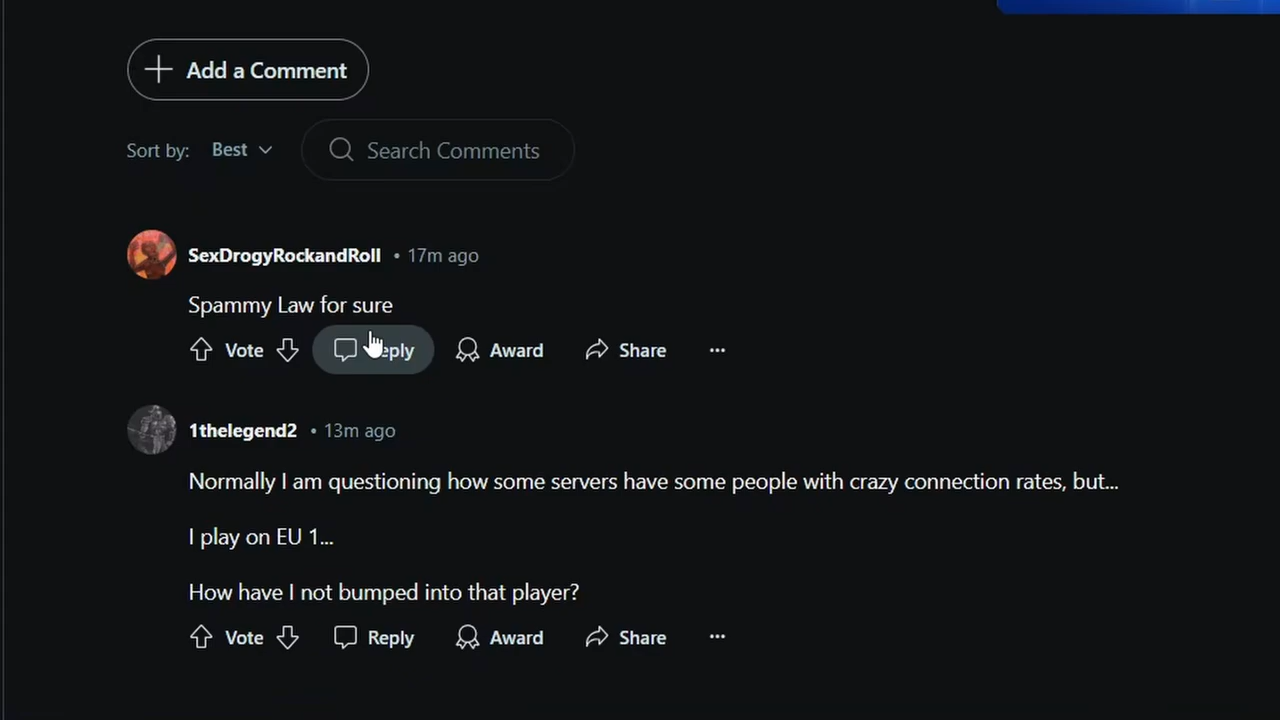 Add a Comment
Sort by: Best Search Comments
SexDrogyRockandRoll • 17m ago
Spammy Law for sure
Vote Reply Award Share ...
1thelegend2 • 13m ago
Normally I am questioning how some servers have some people with crazy connection rates, but...
I play on EU 1...
How have I not bumped into that player?
Vote Reply Award Share ...